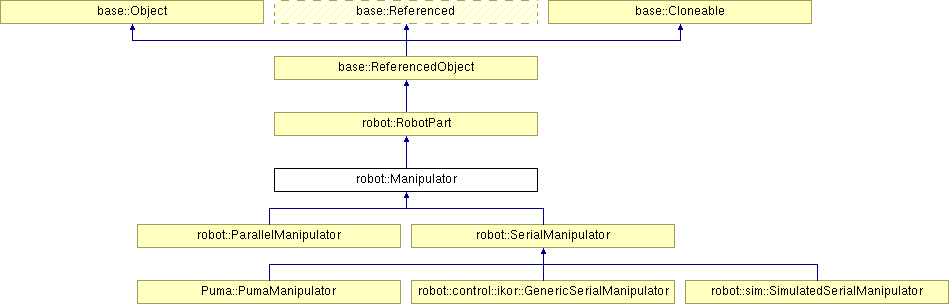 base::Object
base::Referenced
base::Cloneable
base::ReferencedObject
robot::RobotPart
robot::Manipulator
robot::ParallelManipulator
robot::SerialManipulator
Puma::PumaManipulator
robot::control::ikor::GenericSerialManipulator
robot::sim::SimulatedSerialManipulator